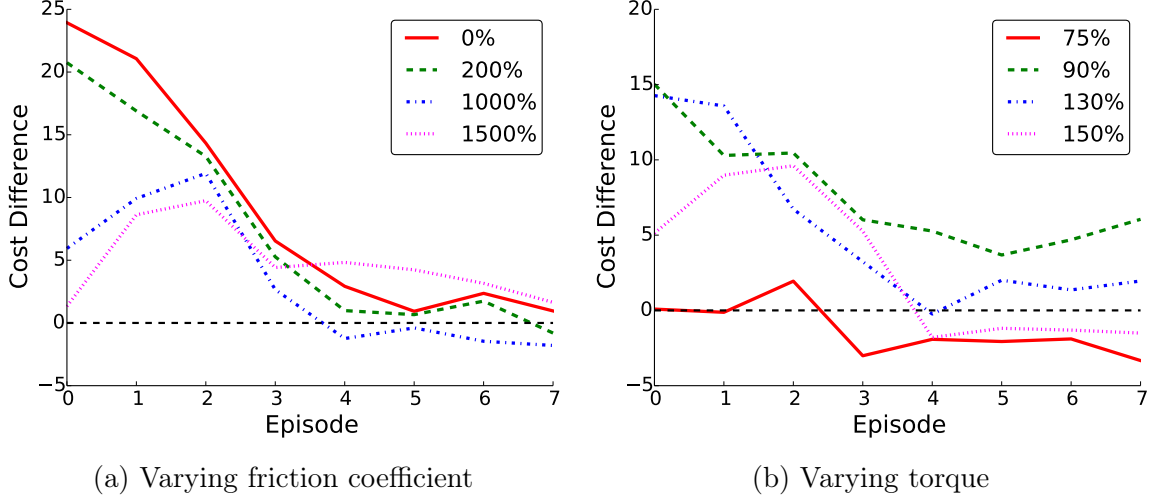 25
20
15
10
5
0
−5
Cost Difference
0 1 2 3 4 5 6 7
Episode
0%
200%
1000%
1500%
(a) Varying friction coefficient
20
15
10
5
0
−5
Cost Difference
0 1 2 3 4 5 6 7
Episode
75%
90%
130%
150%
(b) Varying torque